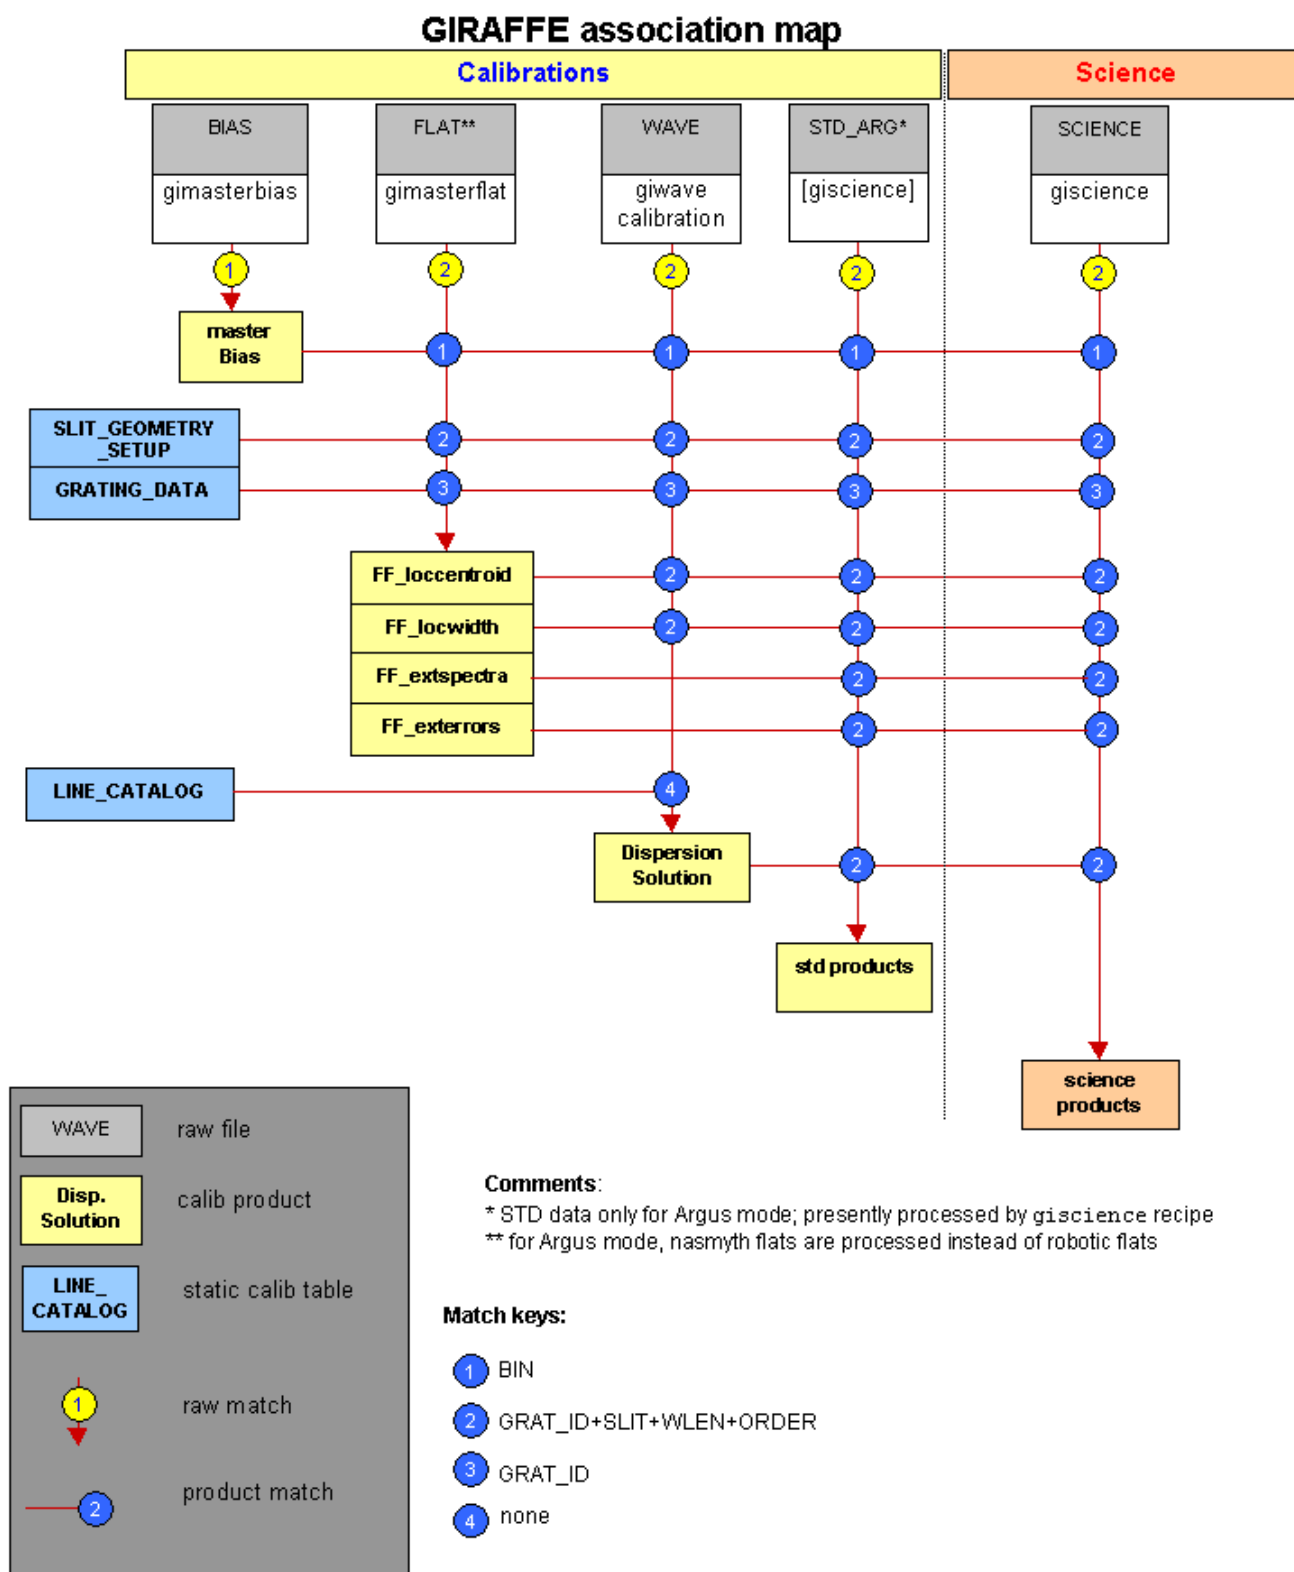 GIRAFFE association map
Calibrations
Science
BIAS
FLAT**
WAVE
STD_ARG*
SCIENCE
gimasterbias
gimasterflat
giwave
calibration
[giscience]
giscience
1
2
2
2
2
master
Bias
1
1
1
1
SLIT_GEOMETRY
_SETUP
2
2
2
2
GRATING_DATA
3
3
3
3
FF_loccentroid
2
2
2
FF_locwidth
2
2
2
FF_extspectra
2
2
FF_exterrors
2
2
LINE_CATALOG
4
Dispersion
Solution
2
2
std products
science
products
WAVE
raw file
Disp.
Solution
calib product
LINE_
CATALOG
static calib table
1
raw match
2
product match
Comments:
* STD data only for Argus mode; presently processed by giscience recipe
** for Argus mode, nasmyth flats are processed instead of robotic flats
Match keys:
1 BIN
2 GRAT_ID+SLIT+WLEN+ORDER
3 GRAT_ID
4 none